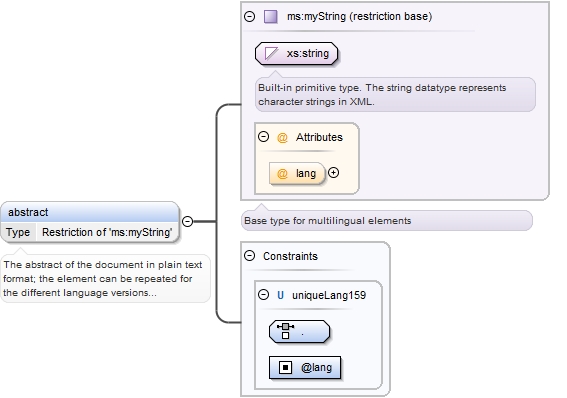 ms:myString (restriction base)
xs:string
Built-in primitive type. The string datatype represents
character strings in XML.
@ Attributes
@ lang
abstract
Type Restriction of 'ms:myString'
Base type for multilingual elements
The abstract of the document in plain text
format; the element can be repeated for
the different language versions...
Constraints
U uniqueLang159
.
@lang